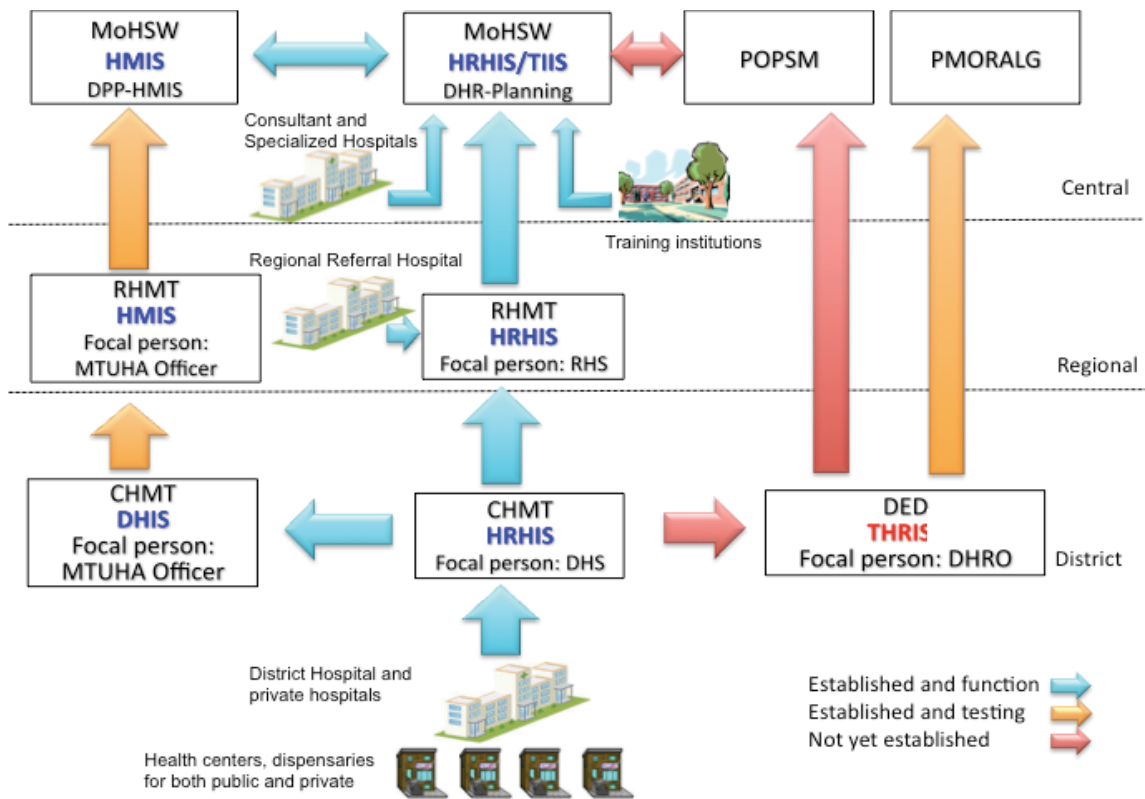 MoHSW
HMIS
DPP-HMIS
MoHSW
HRHIS/TIIS
DHR-Planning
POPSM
PMORALG
Consultant and
Specialized Hospitals
Central
Training institutions
Regional Referral Hospital
RHMT
HMIS
Focal person:
MTUHA Officer
RHMT
HRHIS
Focal person: RHS
Regional
CHMT
DHIS
Focal person:
MTUHA Officer
CHMT
HRHIS
Focal person: DHS
DED
THRIS
Focal person: DHRO
District
District Hospital and
private hospitals
Health centers, dispensaries
for both public and private
Established and function
Established and testing
Not yet established